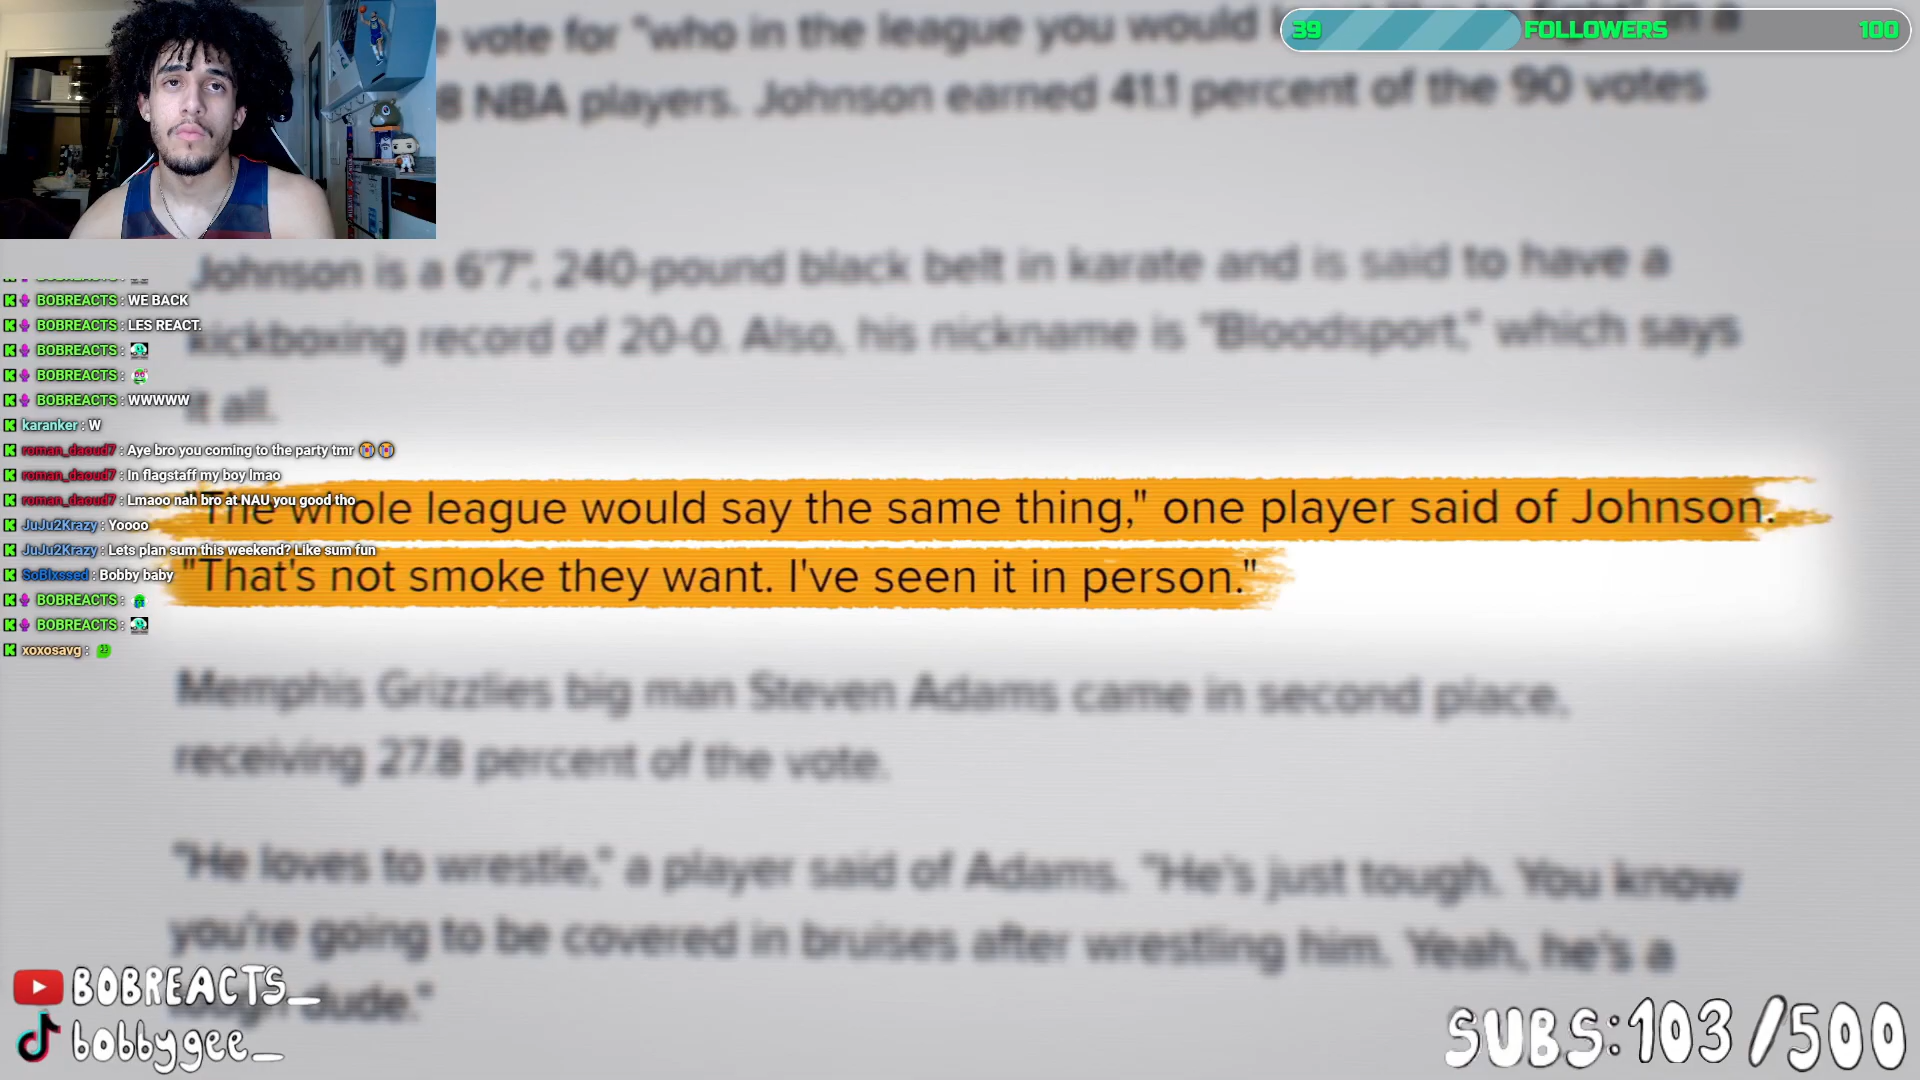 e vote for "who in the league you would
39 FOLLOWERS 100
8 NBA players. Johnson earned 41.1 percent of the 90 votes
Johnson is a 6'7", 240-pound black belt in karate and is said to have a
kickboxing record of 20-0. Also, his nickname is "Bloodsport," which says
it all.
BOBREACTS : WE BACK
BOBREACTS : LES REACT.
BOBREACTS :
BOBREACTS :
BOBREACTS : WWWWW
karanker : W
roman_daoud7 : Aye bro you coming to the party tmr 😭😭
roman_daoud7 : In flagstaff my boy lmao
roman_daoud7 : Lmaoo nah bro at NAU you good tho
JuJu2Krazy : Yoooo
JuJu2Krazy : Lets plan sum this weekend? Like sum fun
SoBlxssed : Bobby baby
BOBREACTS :
BOBREACTS :
xoxosavg :
"The whole league would say the same thing," one player said of Johnson.
"That's not smoke they want. I've seen it in person."
Memphis Grizzlies big man Steven Adams came in second place,
receiving 27.8 percent of the vote.
"He loves to wrestle," a player said of Adams. "He's just tough. You know
you're going to be covered in bruises after wrestling him. Yeah, he's a
tough dude."
BOBREACTS_
bobbygee_
SUBS:103/500